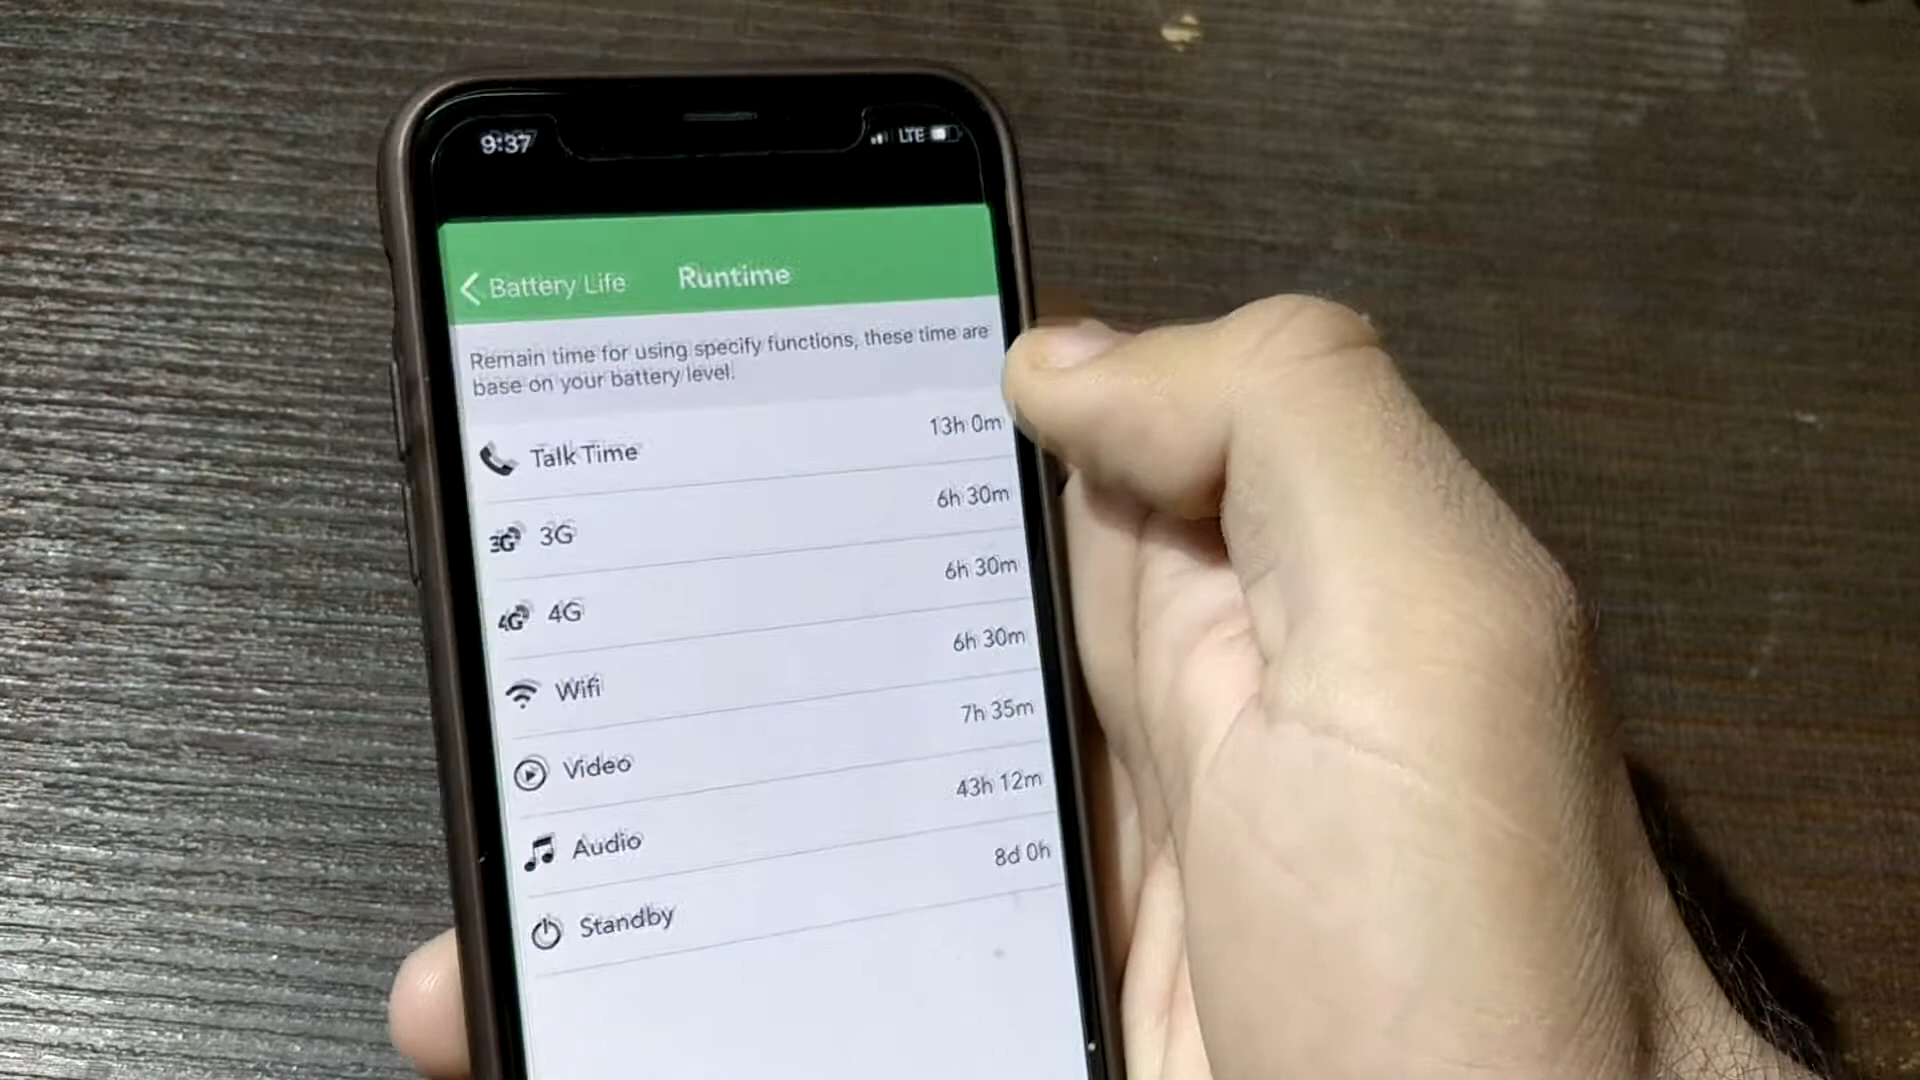 9:37
LTE
Battery Life
Runtime
Remain time for using specify functions, these time are
base on your battery level.
Talk Time
13h 0m
3G
3G
6h 30m
4G
4G
6h 30m
Wifi
6h 30m
Video
7h 35m
Audio
43h 12m
Standby
8d 0h